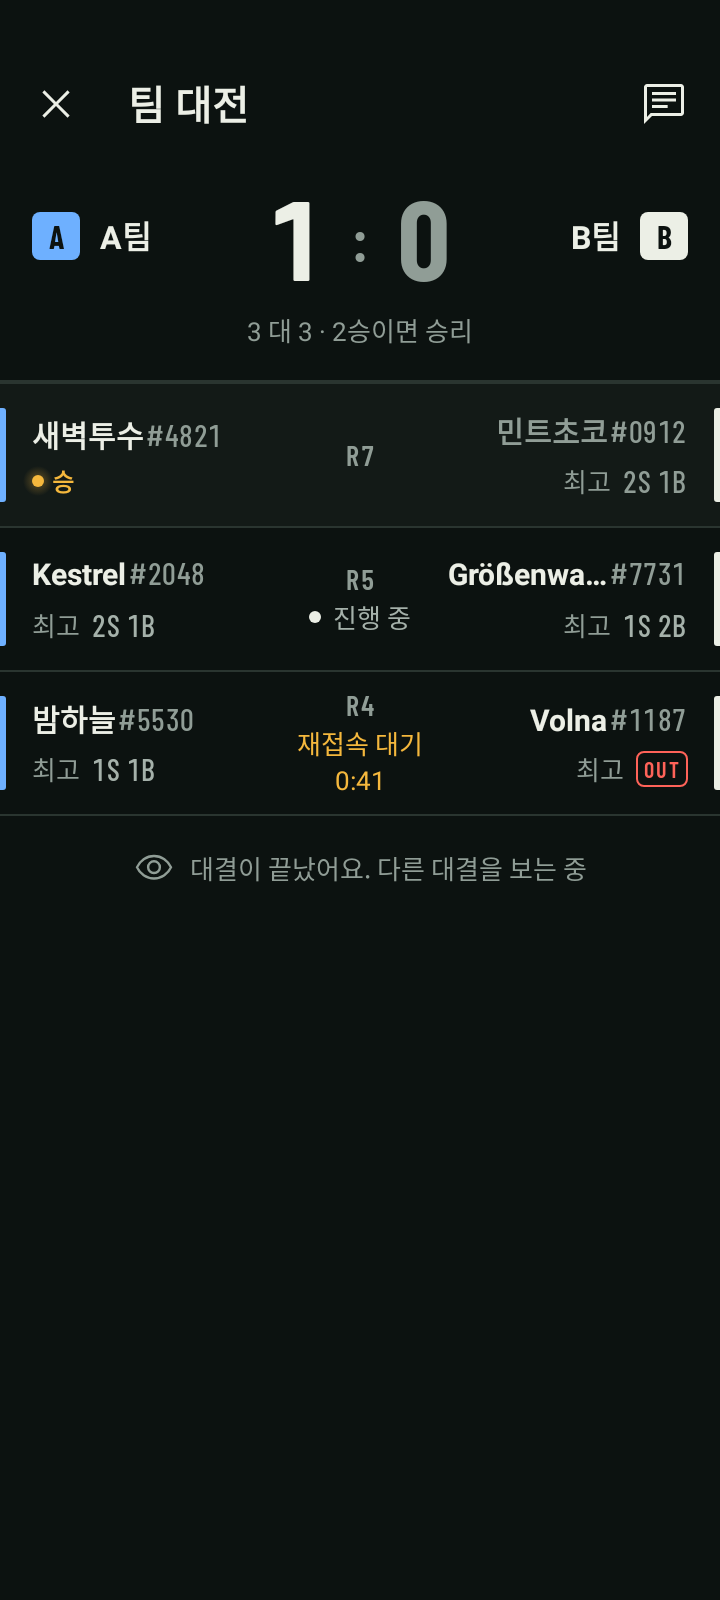 팀 대전
A A팀 1 : 0 B팀 B
3 대 3 · 2승이면 승리
새벽투수#4821 R7 민트초코#0912
승 최고 2S 1B
Kestrel#2048 R5 Größenwa...#7731
최고 2S 1B 진행 중 최고 1S 2B
밤하늘#5530 R4 Volna#1187
최고 1S 1B 재접속 대기 최고 OUT
0:41
대결이 끝났어요. 다른 대결을 보는 중